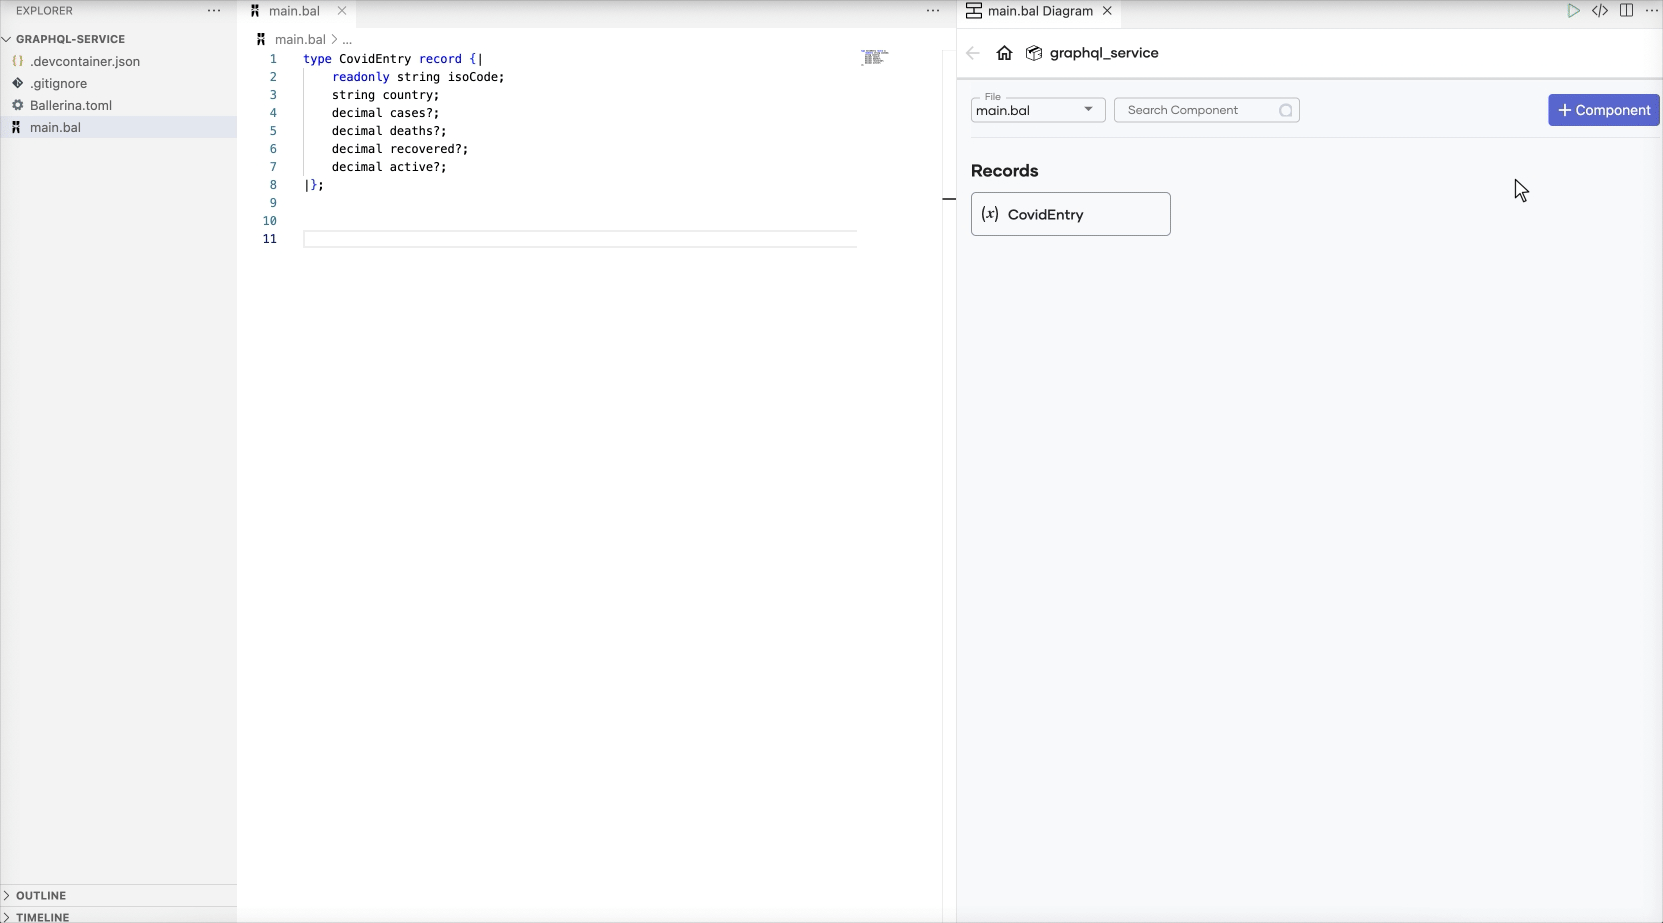 EXPLORER
GRAPHQL-SERVICE
.devcontainer.json
.gitignore
Ballerina.toml
main.bal
OUTLINE
TIMELINE
main.bal
main.bal > ...
1 type CovidEntry record {|
2 readonly string isoCode;
3 string country;
4 decimal cases?;
5 decimal deaths?;
6 decimal recovered?;
7 decimal active?;
8 |};
9
10
11
main.bal Diagram
graphql_service
File
main.bal
Search Component
+ Component
Records
(x) CovidEntry